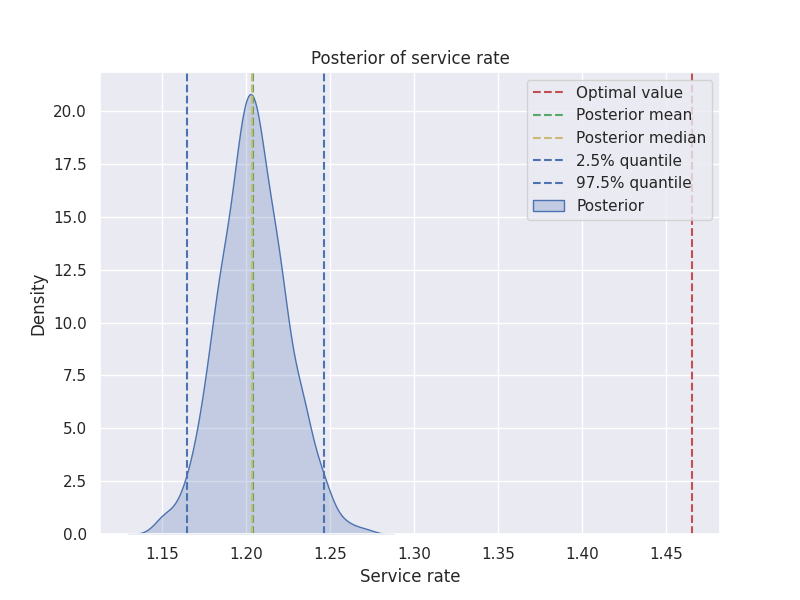 Posterior of service rate
Optimal value
Posterior mean
Posterior median
2.5% quantile
97.5% quantile
Posterior
Density
20.0
17.5
15.0
12.5
10.0
7.5
5.0
2.5
0.0
1.15
1.20
1.25
1.30
1.35
1.40
1.45
Service rate